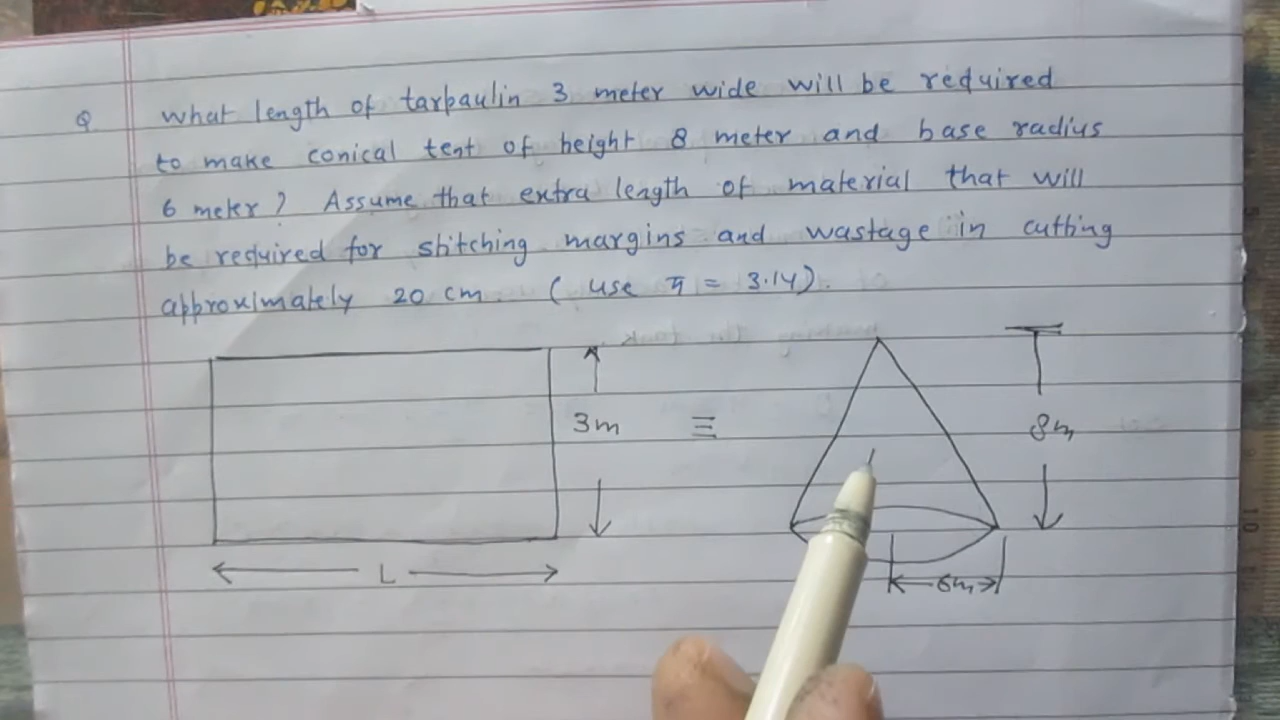 Q What length of tarpaulin 3 meter wide will be required
to make conical tent of height 8 meter and base radius
6 meter? Assume that extra length of material that will
be required for stitching margins and wastage in cutting
approximately 20 cm. (use π = 3.14).
3m ≡ 8m
L 6m